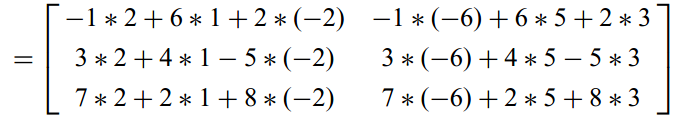 = [ −1 * 2 + 6 * 1 + 2 * (−2)   −1 * (−6) + 6 * 5 + 2 * 3
3 * 2 + 4 * 1 − 5 * (−2)   3 * (−6) + 4 * 5 − 5 * 3
7 * 2 + 2 * 1 + 8 * (−2)   7 * (−6) + 2 * 5 + 8 * 3 ]